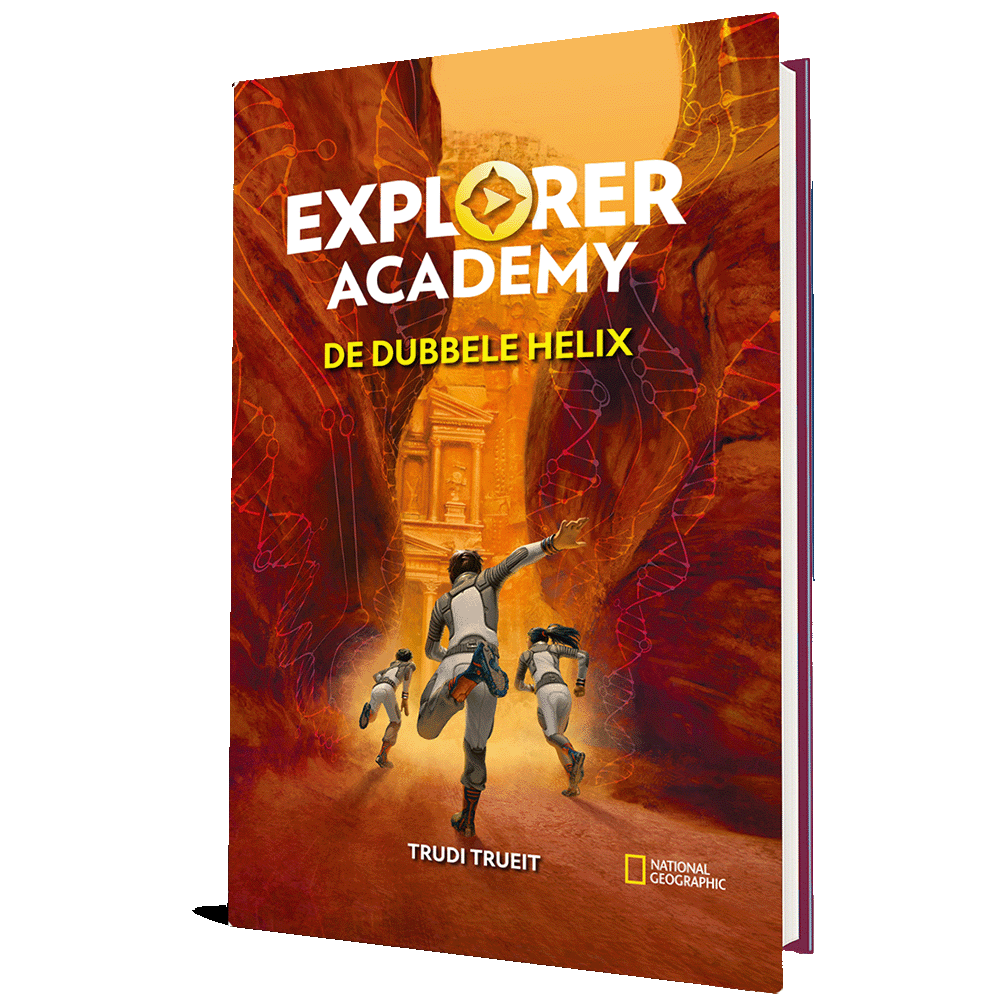 EXPLORER
ACADEMY
DE DUBBELE HELIX
TRUDI TRUEIT
NATIONAL
GEOGRAPHIC